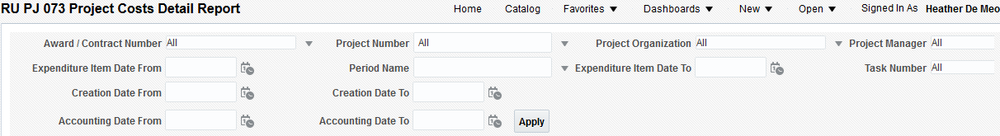 RU PJ 073 Project Costs Detail Report Home Catalog Favorites Dashboards New Open Signed In As Heather De Meo
Award / Contract Number All Project Number All Project Organization All Project Manager All
Expenditure Item Date From Period Name Expenditure Item Date To Task Number All
Creation Date From Creation Date To
Accounting Date From Accounting Date To Apply